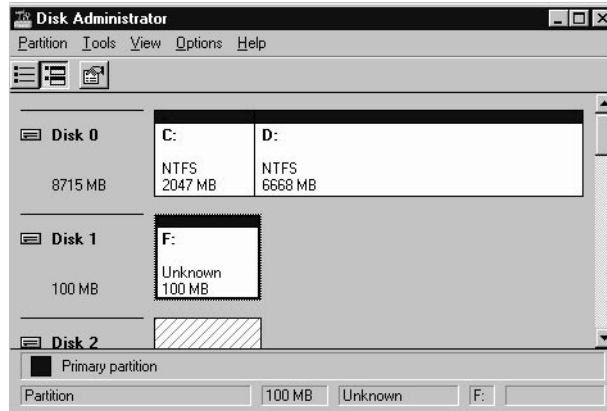 Disk Administrator
Partition Tools View Options Help
Disk 0
8715 MB
C:
NTFS
2047 MB
D:
NTFS
6668 MB
Disk 1
100 MB
F:
Unknown
100 MB
Disk 2
Primary partition
Partition 100 MB Unknown F: